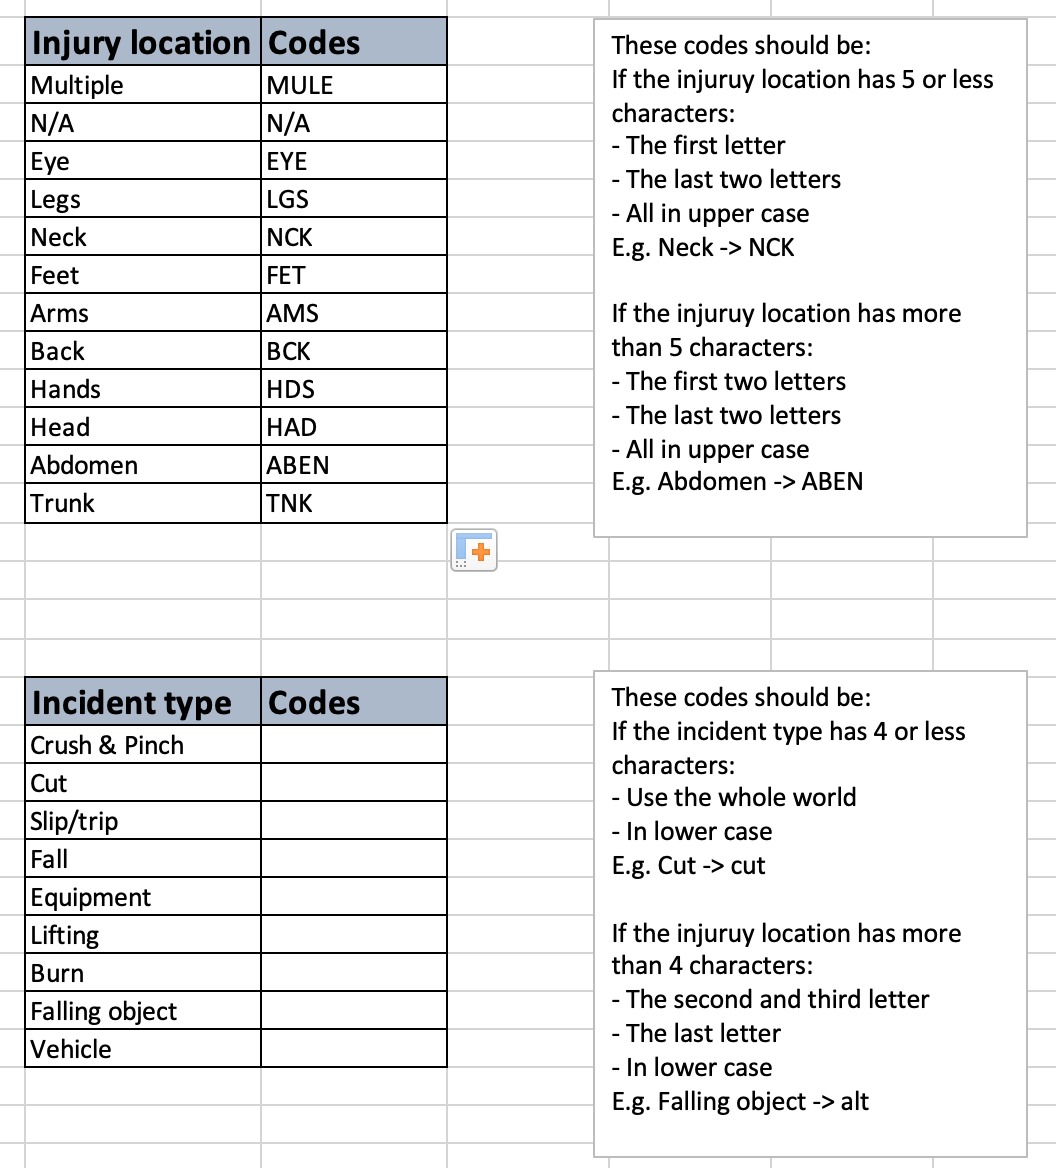 Injury location Codes
Multiple MULE
N/A N/A
Eye EYE
Legs LGS
Neck NCK
Feet FET
Arms AMS
Back BCK
Hands HDS
Head HAD
Abdomen ABEN
Trunk TNK
These codes should be:
If the injuruy location has 5 or less
characters:
- The first letter
- The last two letters
- All in upper case
E.g. Neck -> NCK
If the injuruy location has more
than 5 characters:
- The first two letters
- The last two letters
- All in upper case
E.g. Abdomen -> ABEN
Incident type Codes
Crush & Pinch
Cut
Slip/trip
Fall
Equipment
Lifting
Burn
Falling object
Vehicle
These codes should be:
If the incident type has 4 or less
characters:
- Use the whole world
- In lower case
E.g. Cut -> cut
If the injuruy location has more
than 4 characters:
- The second and third letter
- The last letter
- In lower case
E.g. Falling object -> alt